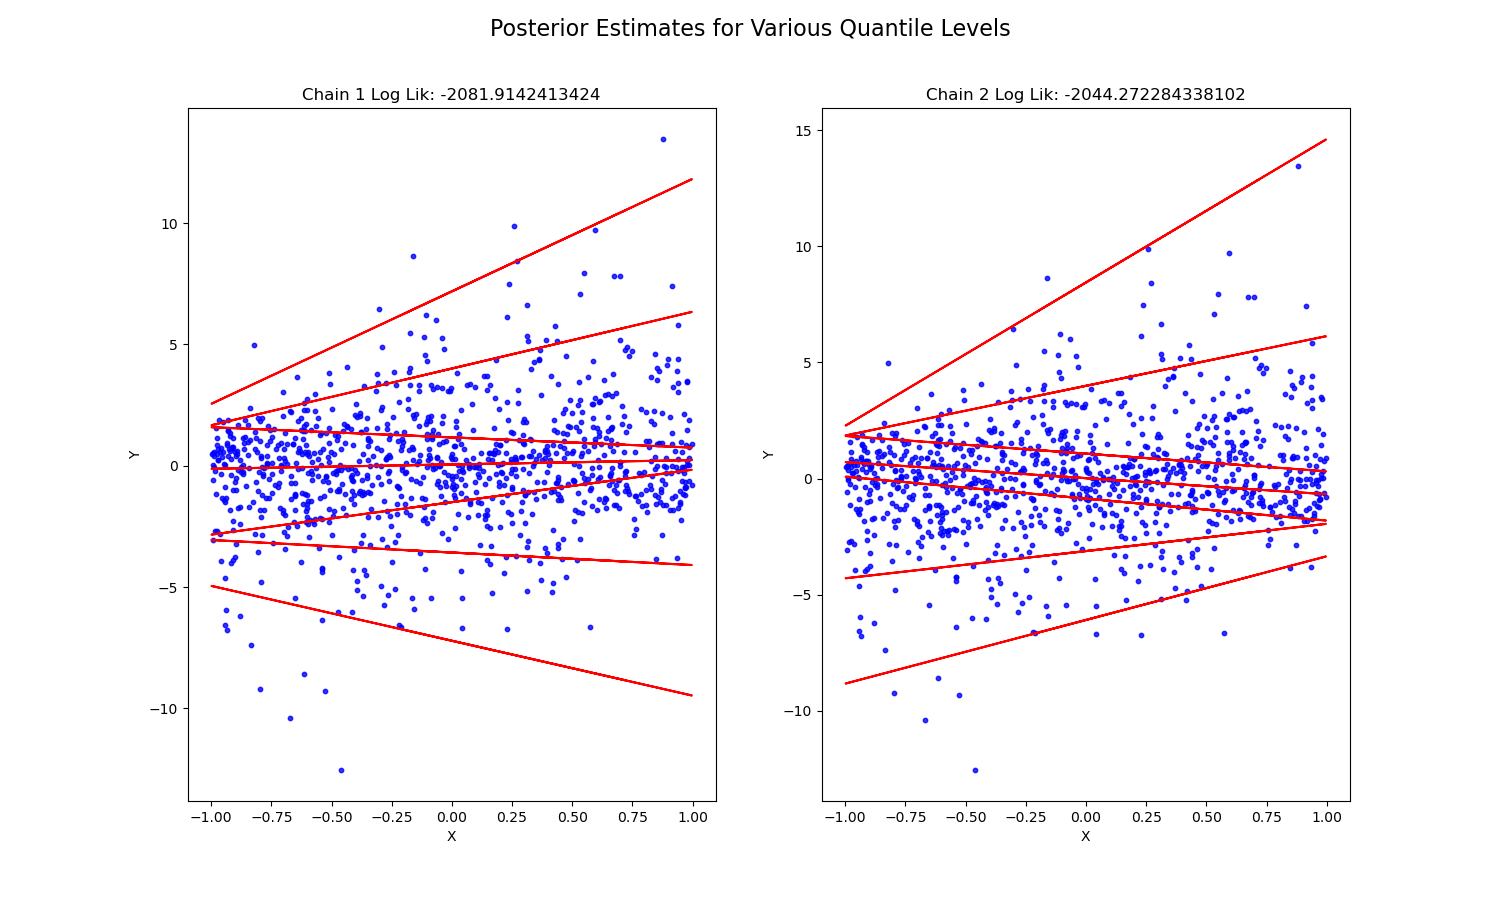 Posterior Estimates for Various Quantile Levels
Chain 1 Log Lik: -2081.9142413424
10
5
0
−5
−10
Y
−1.00 −0.75 −0.50 −0.25 0.00 0.25 0.50 0.75 1.00
X
Chain 2 Log Lik: -2044.272284338102
15
10
5
0
−5
−10
Y
−1.00 −0.75 −0.50 −0.25 0.00 0.25 0.50 0.75 1.00
X